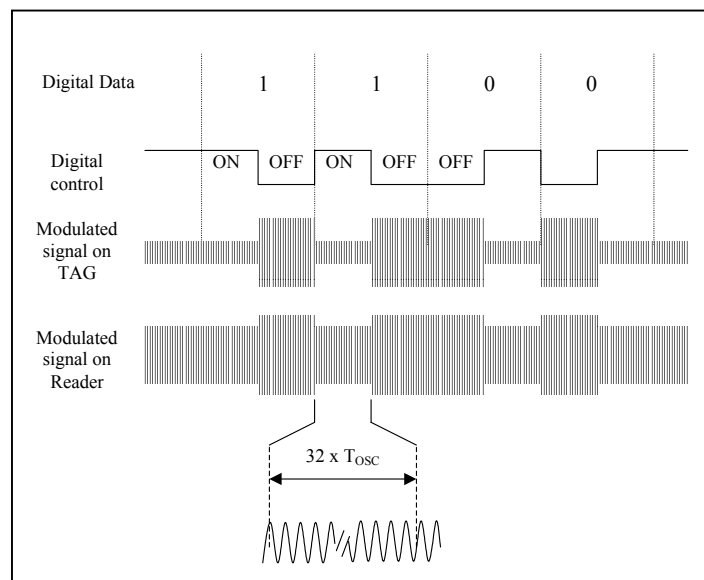 Digital Data 1 1 0 0
Digital
control
ON OFF ON OFF OFF
Modulated
signal on
TAG
Modulated
signal on
Reader
32 x TOSC